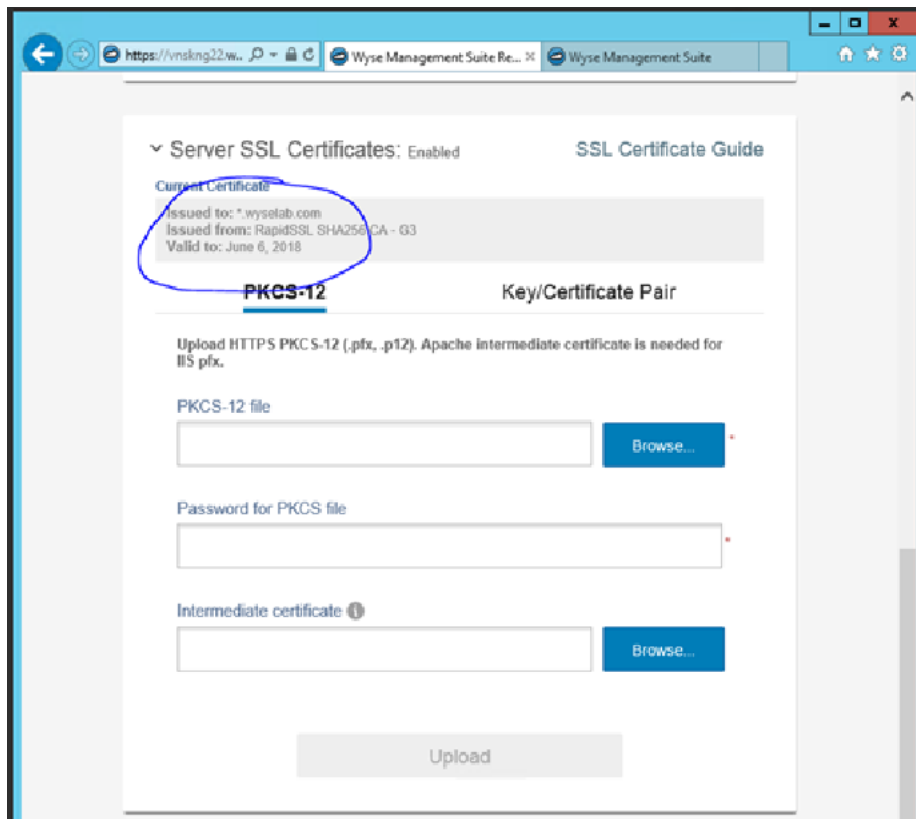 https://vnskng22.w...
Wyse Management Suite Re...
Wyse Management Suite
Server SSL Certificates: Enabled
SSL Certificate Guide
Current Certificate
Issued to: *.wyselab.com
Issued from: RapidSSL SHA256 CA - G3
Valid to: June 6, 2018
PKCS-12
Key/Certificate Pair
Upload HTTPS PKCS-12 (.pfx, .p12). Apache intermediate certificate is needed for
IIS pfx.
PKCS-12 file
Browse...
*
Password for PKCS file
*
Intermediate certificate
Browse...
Upload